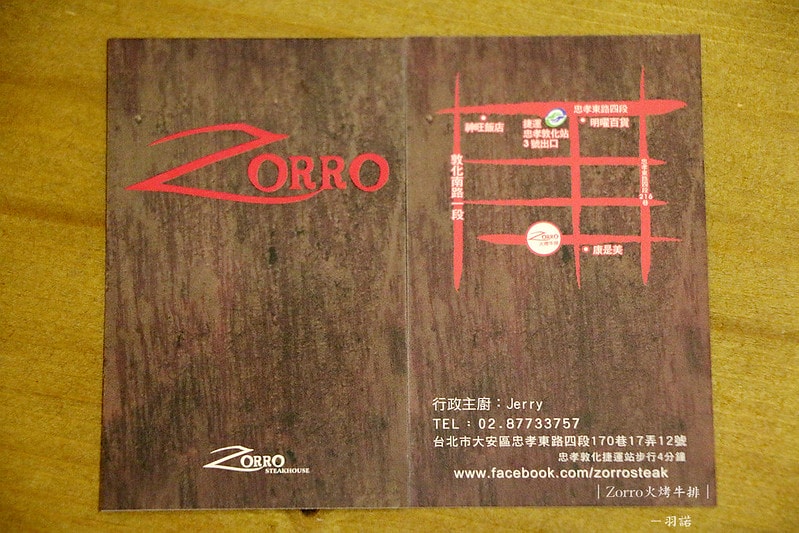 ZORRO
ZORRO
STEAKHOUSE
忠孝東路四段
神旺飯店
捷運
忠孝敦化站
3號出口
明曜百貨
敦化南路一段
ZORRO
火烤牛排
康是美
行政主廚：Jerry
TEL：02.87733757
台北市大安區忠孝東路四段170巷17弄12號
忠孝敦化捷運站步行4分鐘
www.facebook.com/zorrosteak
｜Zorro火烤牛排｜
一羽諾